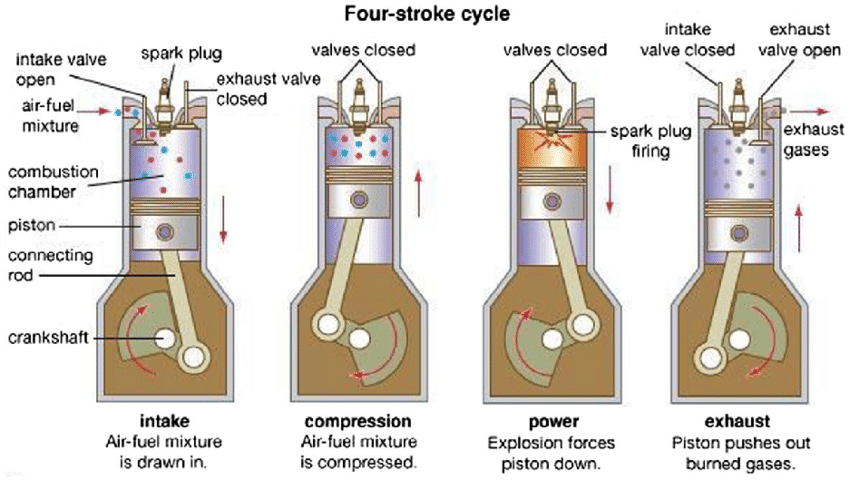 Four-stroke cycle
intake valve
open
spark plug
exhaust valve
closed
air-fuel
mixture
combustion
chamber
piston
connecting
rod
crankshaft
intake
Air-fuel mixture
is drawn in.
valves closed
compression
Air-fuel mixture
is compressed.
valves closed
spark plug
firing
power
Explosion forces
piston down.
intake
valve closed
exhaust
valve open
exhaust
gases
exhaust
Piston pushes out
burned gases.